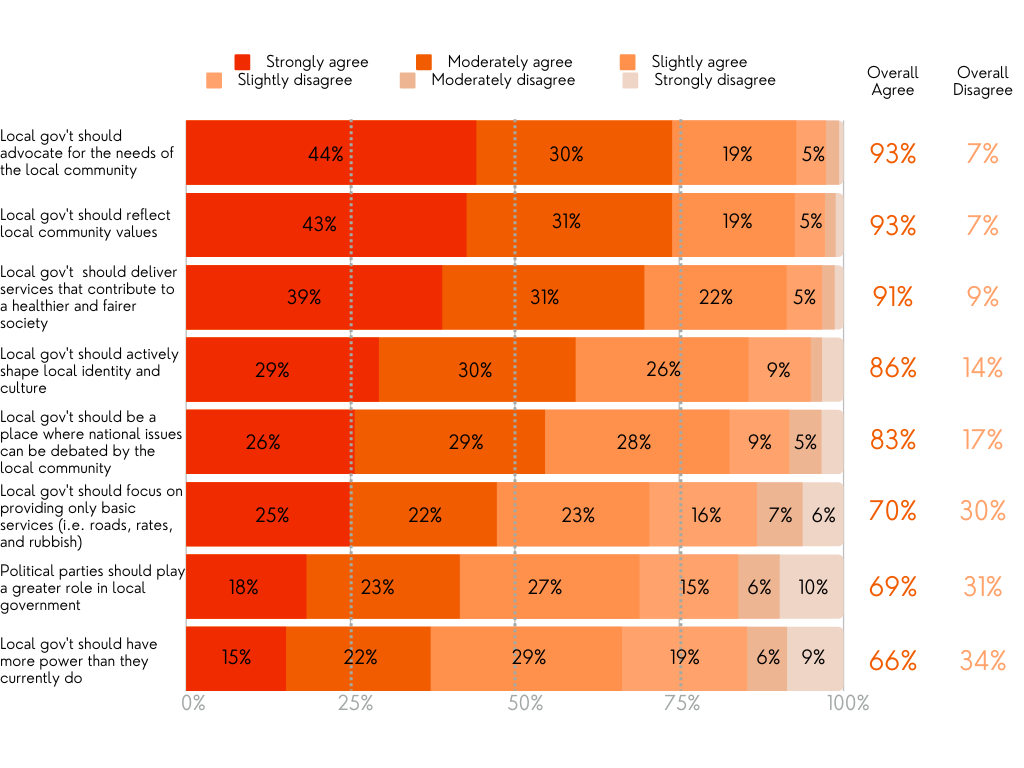 Strongly agree Moderately agree Slightly agree
Slightly disagree Moderately disagree Strongly disagree
Overall
Agree
Overall
Disagree
Local gov't should
advocate for the needs of
the local community
44% 30% 19% 5% 93% 7%
Local gov't should reflect
local community values
43% 31% 19% 5% 93% 7%
Local gov't should deliver
services that contribute to
a healthier and fairer
society
39% 31% 22% 5% 91% 9%
Local gov't should actively
shape local identity and
culture
29% 30% 26% 9% 86% 14%
Local gov't should be a
place where national issues
can be debated by the
local community
26% 29% 28% 9% 5% 83% 17%
Local gov't should focus on
providing only basic
services (i.e. roads, rates,
and rubbish)
25% 22% 23% 16% 7% 6% 70% 30%
Political parties should play
a greater role in local
government
18% 23% 27% 15% 6% 10% 69% 31%
Local gov't should have
more power than they
currently do
15% 22% 29% 19% 6% 9% 66% 34%
0% 25% 50% 75% 100%